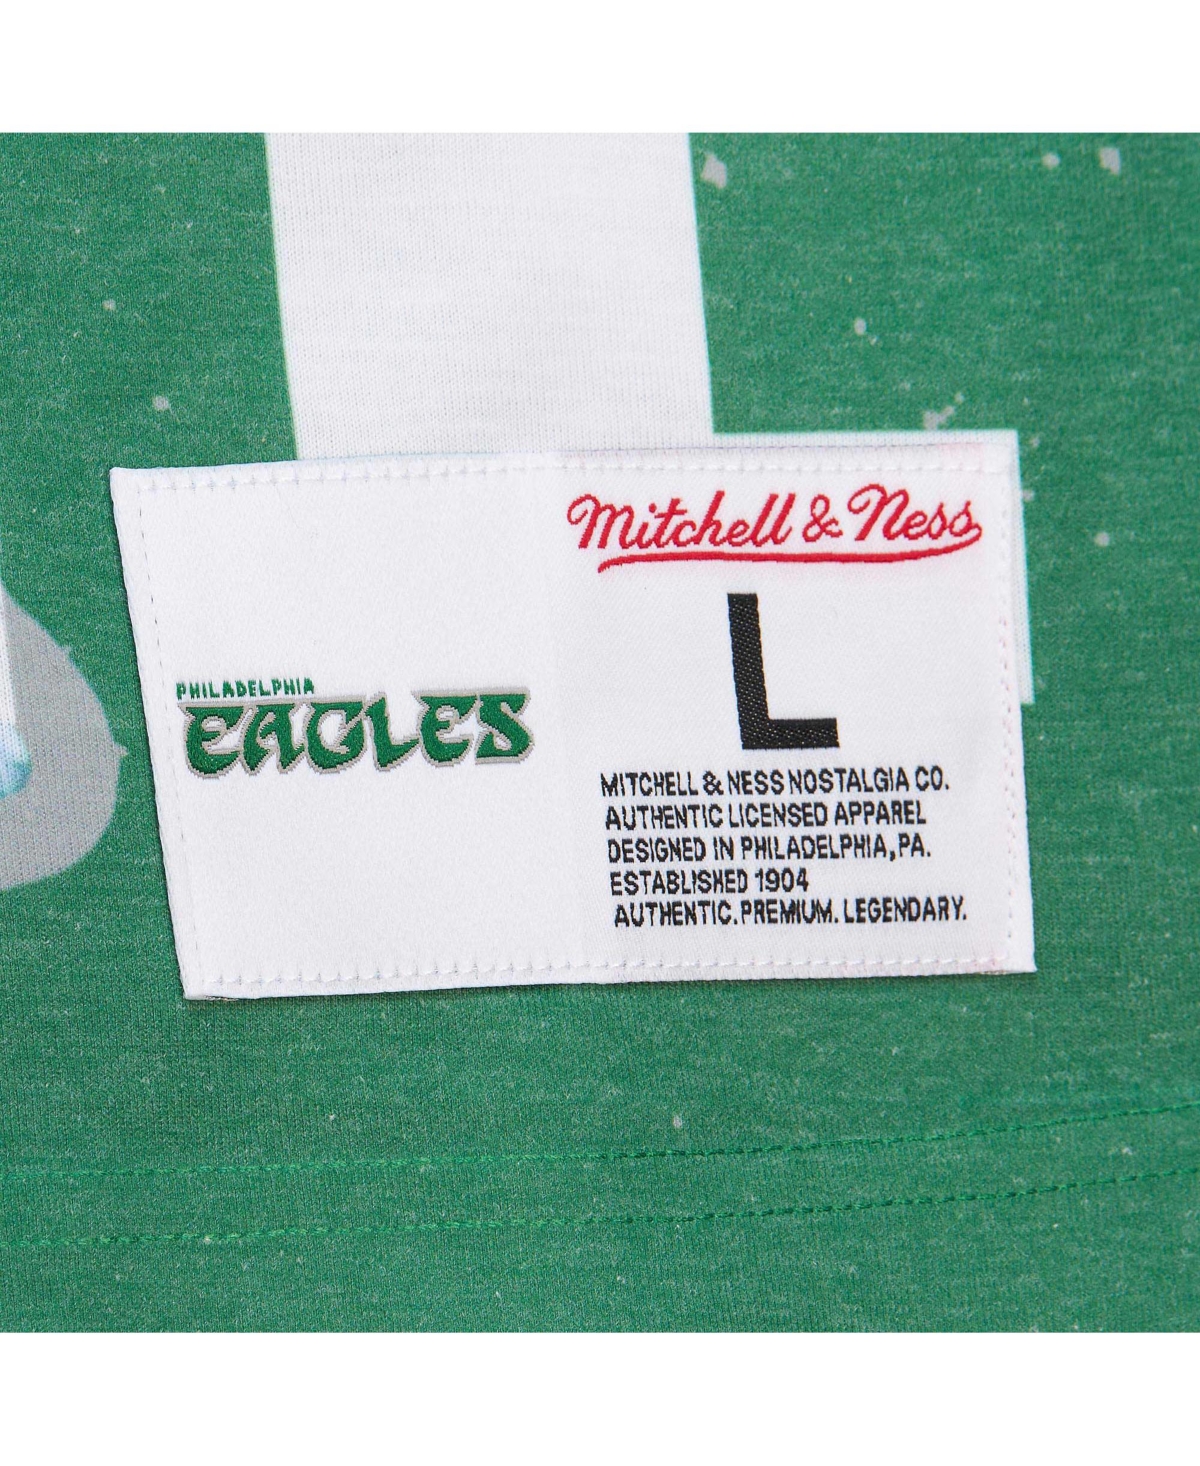 PHILADELPHIA
EAGLES
Mitchell & Ness
L
MITCHELL & NESS NOSTALGIA CO.
AUTHENTIC LICENSED APPAREL
DESIGNED IN PHILADELPHIA, PA.
ESTABLISHED 1904
AUTHENTIC. PREMIUM. LEGENDARY.